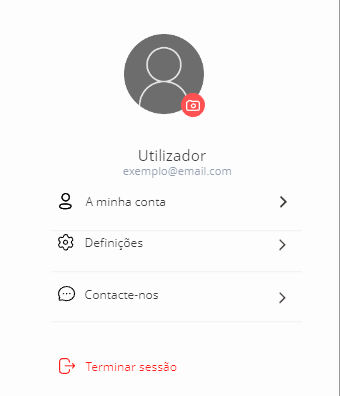 Utilizador
exemplo@email.com
A minha conta
Definições
Contacte-nos
Terminar sessão